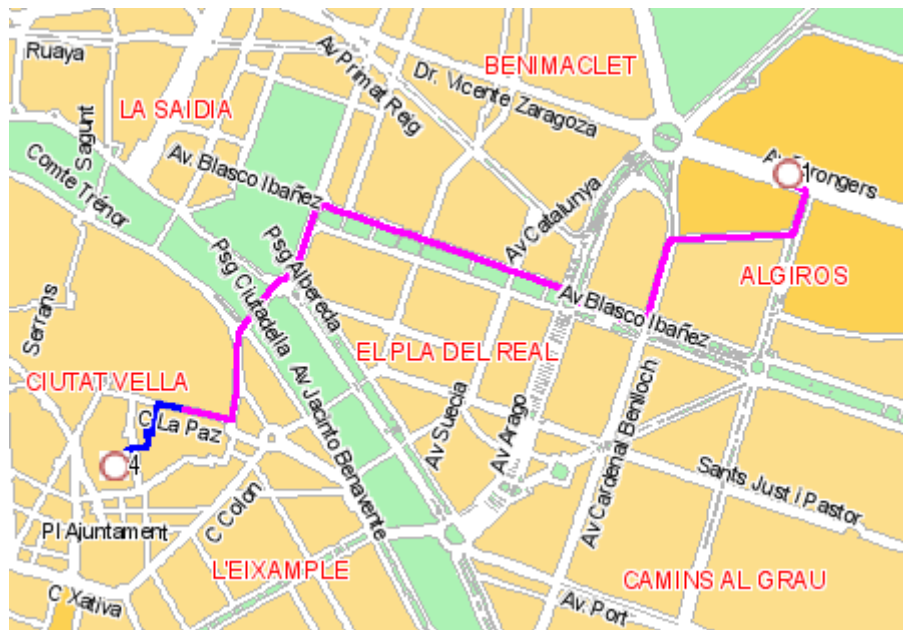 Ruaya
Av Primat Reig
BENIMACLET
Dr. Vicente Zaragoza
LA SAIDIA
Sagunt
Comte Trénor
Av. Blasco Ibañez
Tarongers
Av Catalunya
Psg Albereda
Psg Ciutadella
ALGIROS
Av. Blasco Ibañez
Serrans
EL PLA DEL REAL
CIUTAT VELLA
C La Paz
Av Jacinto Benavente
Av Suecia
Av Arago
Av Cardenal Benlloch
4
Sants Just i Pastor
C Colon
Pl Ajuntament
L'EIXAMPLE
CAMINS AL GRAU
C Xativa
Av. Port